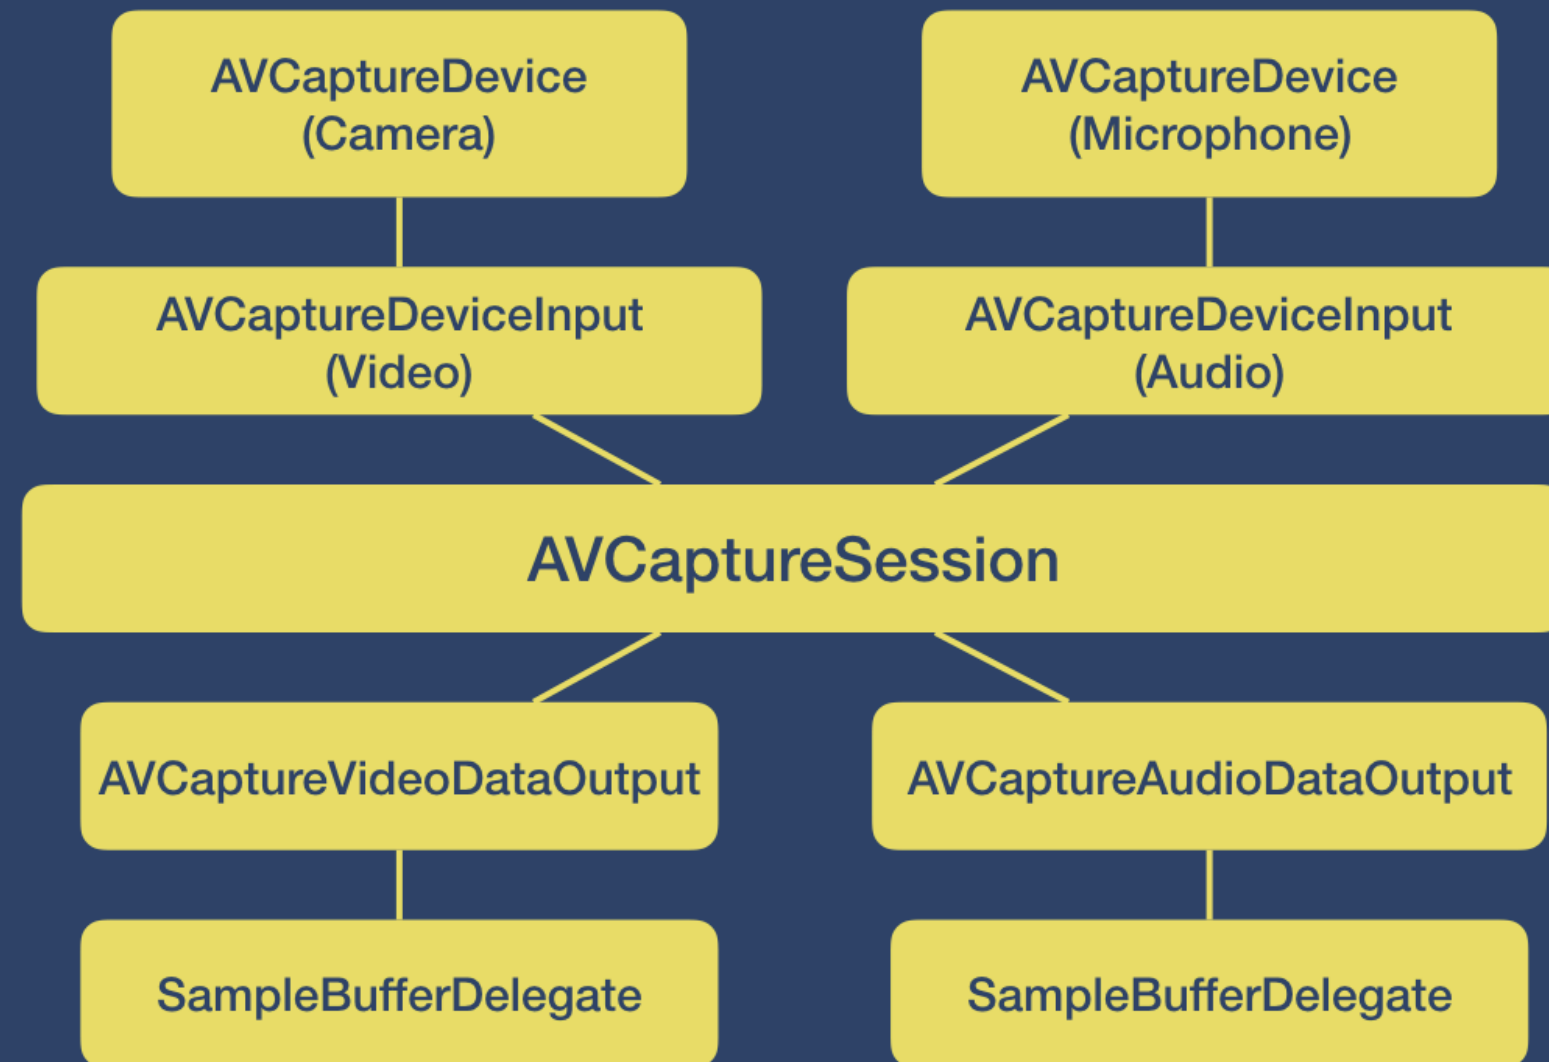 AVCaptureDevice
(Camera)
AVCaptureDevice
(Microphone)
AVCaptureDeviceInput
(Video)
AVCaptureDeviceInput
(Audio)
AVCaptureSession
AVCaptureVideoDataOutput
AVCaptureAudioDataOutput
SampleBufferDelegate
SampleBufferDelegate